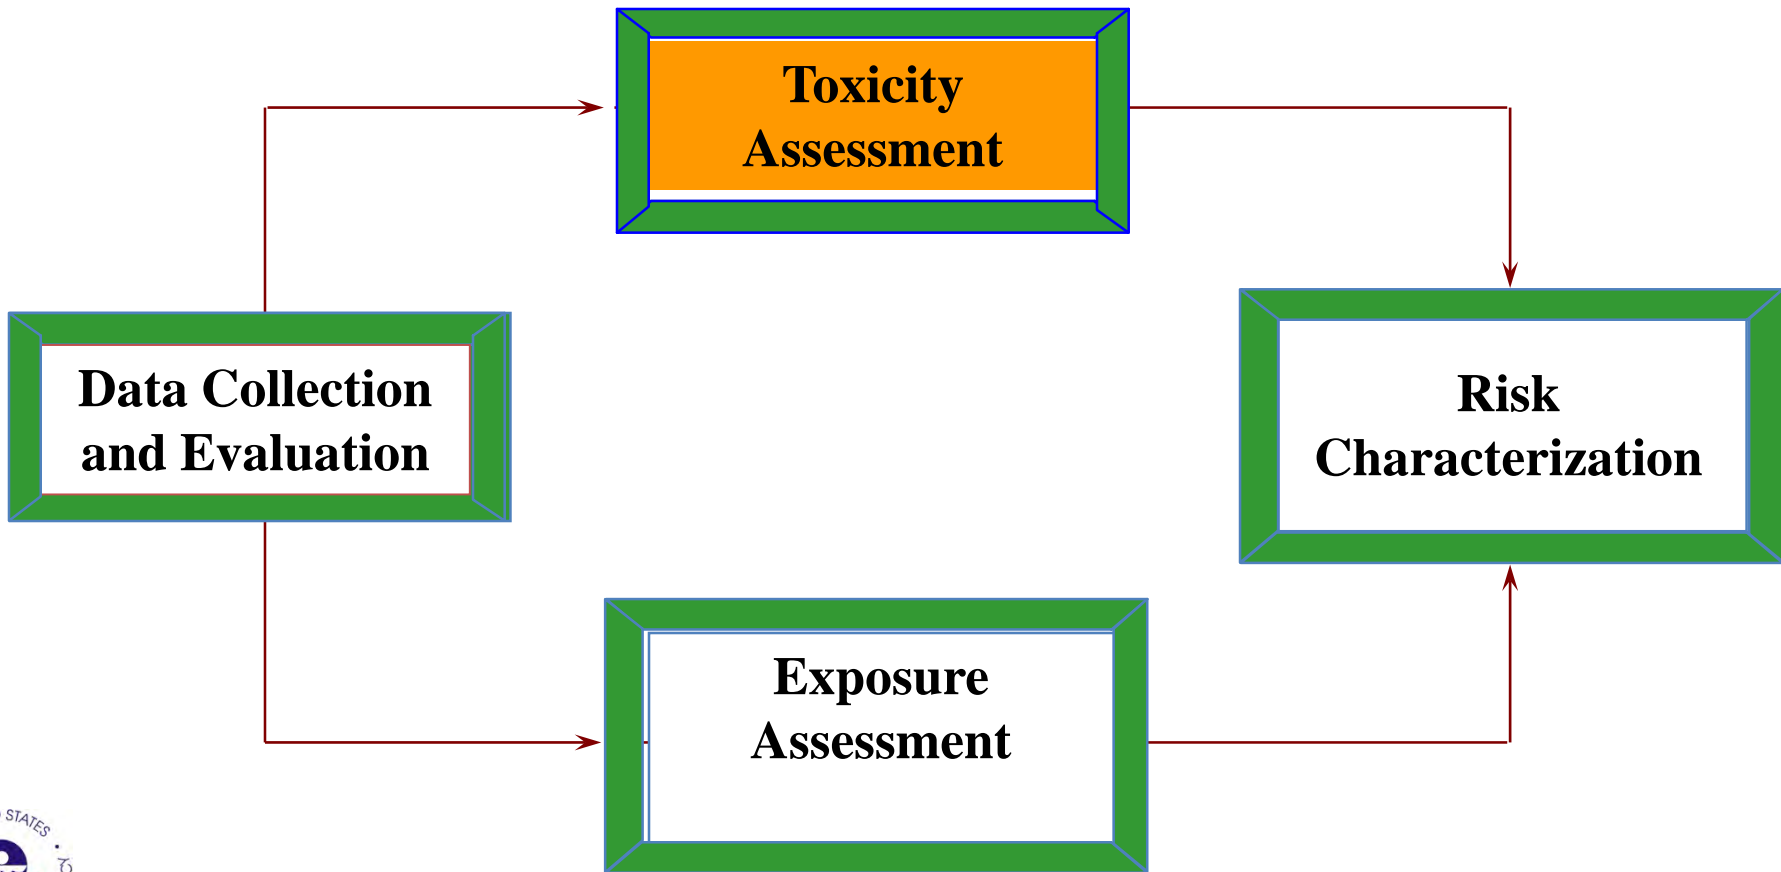 Toxicity
Assessment
Data Collection
and Evaluation
Risk
Characterization
Exposure
Assessment
STATES